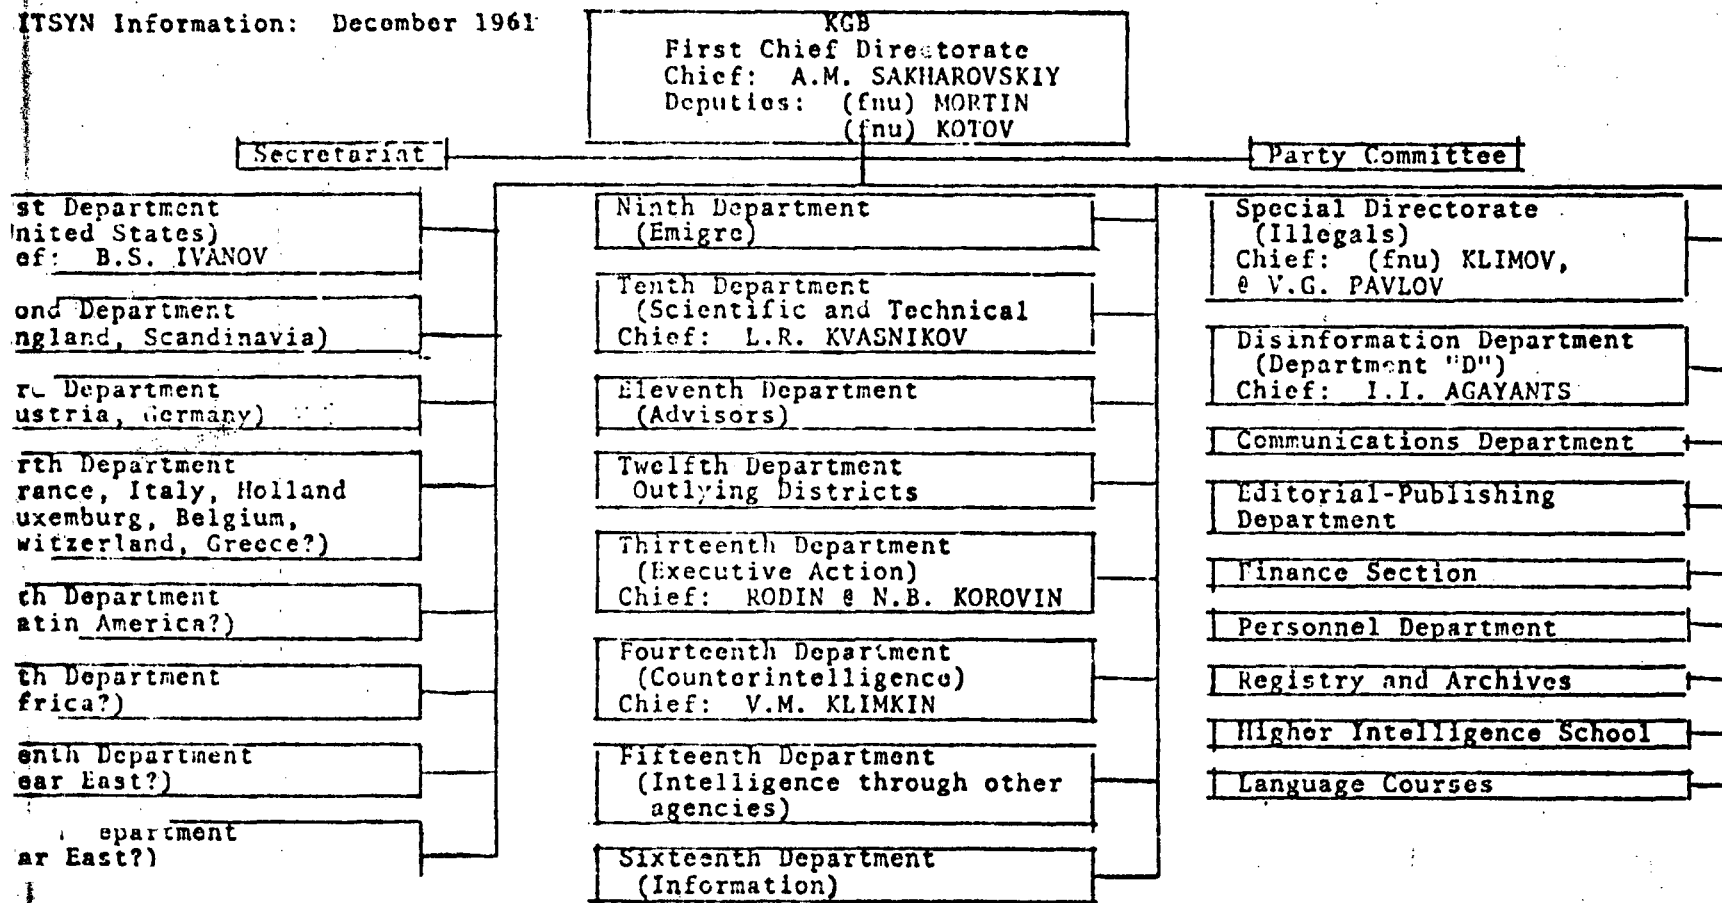 ITSYN Information: December 1961
KGB
First Chief Directorate
Chief: A.M. SAKHAROVSKIY
Deputies: (fnu) MORTIN
(fnu) KOTOV
Secretariat
Party Committee
st Department
nited States)
ef: B.S. IVANOV
ond Department
ngland, Scandinavia)
Department
ustria, Germany)
rth Department
rance, Italy, Holland
uxemburg, Belgium,
witzerland, Greece?)
th Department
atin America?)
th Department
frica?)
enth Department
ear East?)
epartment
ar East?)
Ninth Department
(Emigre)
Tenth Department
(Scientific and Technical
Chief: L.R. KVASNIKOV
Eleventh Department
(Advisors)
Twelfth Department
Outlying Districts
Thirteenth Department
(Executive Action)
Chief: RODIN @ N.B. KOROVIN
Fourteenth Department
(Counterintelligence)
Chief: V.M. KLIMKIN
Fifteenth Department
(Intelligence through other
agencies)
Sixteenth Department
(Information)
Special Directorate
(Illegals)
Chief: (fnu) KLIMOV,
@ V.G. PAVLOV
Disinformation Department
(Department "D")
Chief: I.I. AGAYANTS
Communications Department
Editorial-Publishing
Department
Finance Section
Personnel Department
Registry and Archives
Higher Intelligence School
Language Courses